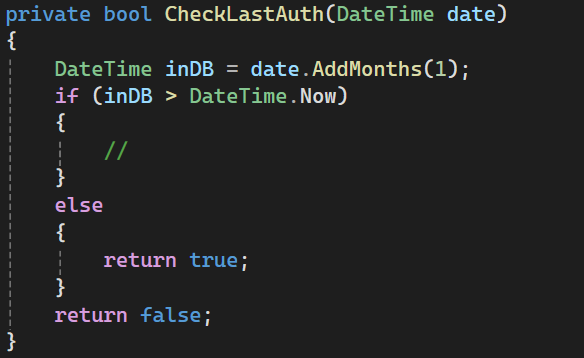 private bool CheckLastAuth(DateTime date)
{
    DateTime inDB = date.AddMonths(1);
    if (inDB > DateTime.Now)
    {
        //
    }
    else
    {
        return true;
    }
    return false;
}